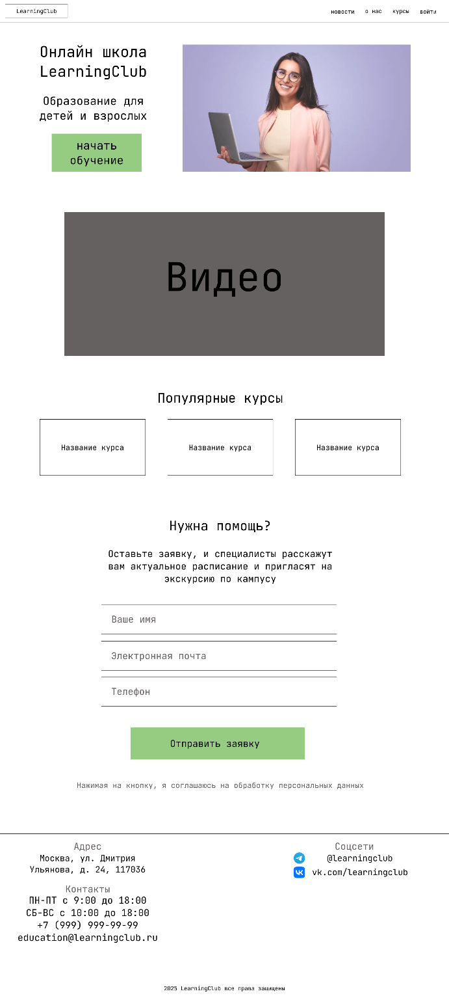 LearningClub
новости
о нас
курсы
войти
Онлайн школа
LearningClub
Образование для
детей и взрослых
начать
обучение
Видео
Популярные курсы
Название курса
Название курса
Название курса
Нужна помощь?
Оставьте заявку, и специалисты расскажут
вам актуальное расписание и пригласят на
экскурсию по кампусу
Ваше имя
Электронная почта
Телефон
Отправить заявку
Нажимая на кнопку, я соглашаюсь на обработку персональных данных
Адрес
Москва, ул. Дмитрия
Ульянова, д. 24, 117036
Контакты
ПН-ПТ с 9:00 до 18:00
СБ-ВС с 10:00 до 18:00
+7 (999) 999-99-99
education@learningclub.ru
Соцсети
@learningclub
vk.com/learningclub
2025 LearningClub все права защищены